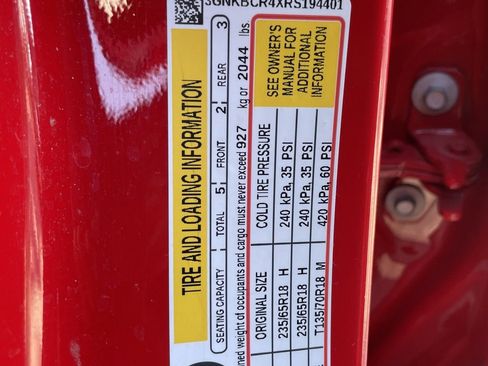 3GNKBCR4XRS194401
TIRE AND LOADING INFORMATION
SEATING CAPACITY TOTAL 5 FRONT 2 REAR 3
ned weight of occupants and cargo must never exceed 927 kg or 2044 lbs.
ORIGINAL SIZE COLD TIRE PRESSURE
235/65R18 H 240 kPa, 35 PSI
235/65R18 H 240 kPa, 35 PSI
T135/70R18 M 420 kPa, 60 PSI
SEE OWNER'S
MANUAL FOR
ADDITIONAL
INFORMATION